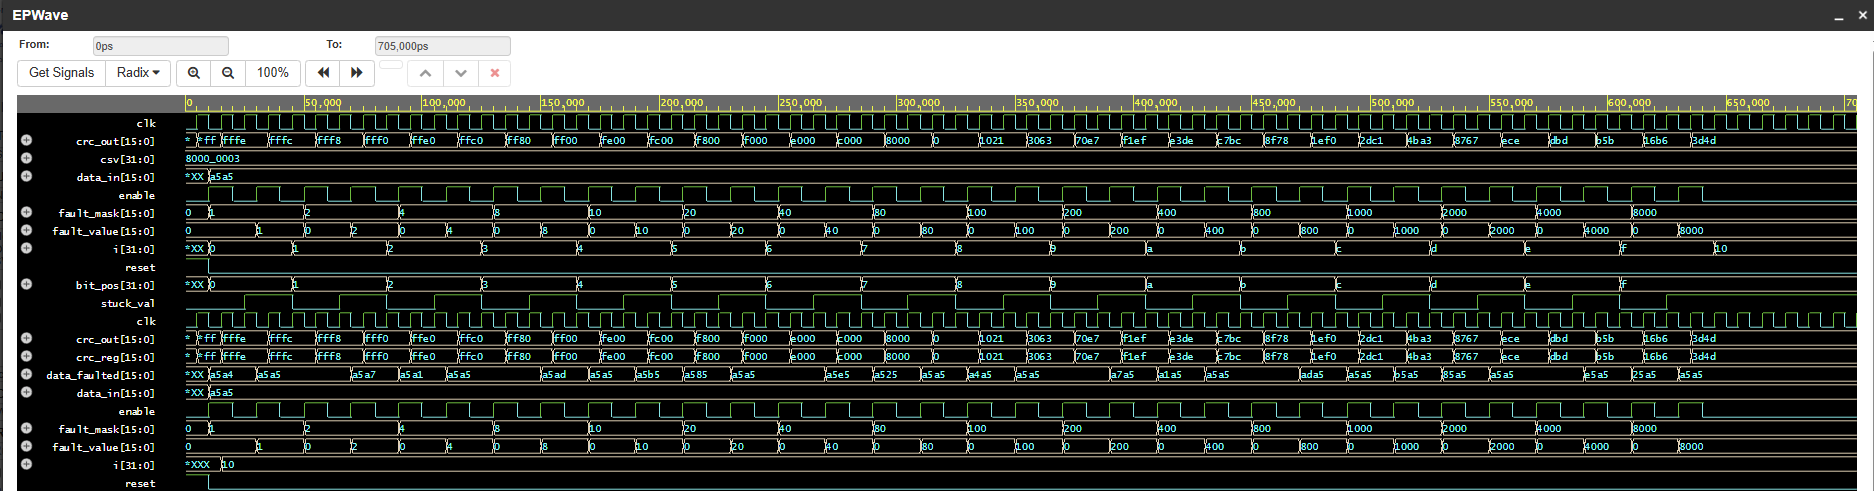 EPWave
From: 0ps To: 705,000ps
Get Signals Radix 100%
0 50,000 100,000 150,000 200,000 250,000 300,000 350,000 400,000 450,000 500,000 550,000 600,000 650,000 70
clk
crc_out[15:0] * *ff fffe fffc fff8 fff0 ffe0 ffc0 ff80 ff00 fe00 fc00 f800 f000 e000 c000 8000 0 1021 3063 70e7 f1ef e3de c7bc 8f78 1ef0 2dc1 4ba3 8767 ece dbd b5b 16b6 3d4d
csv[31:0] 8000_0003
data_in[15:0] *XX a5a5
enable
fault_mask[15:0] 0 1 2 4 8 10 20 40 80 100 200 400 800 1000 2000 4000 8000
fault_value[15:0] 0 1 0 2 0 4 0 8 0 10 0 20 0 40 0 80 0 100 0 200 0 400 0 800 0 1000 0 2000 0 4000 0 8000
i[31:0] *XX 0 1 2 3 4 5 6 7 8 9 a b c d e f 10
reset
bit_pos[31:0] *XX 0 1 2 3 4 5 6 7 8 9 a b c d e f
stuck_val
clk
crc_out[15:0] * *ff fffe fffc fff8 fff0 ffe0 ffc0 ff80 ff00 fe00 fc00 f800 f000 e000 c000 8000 0 1021 3063 70e7 f1ef e3de c7bc 8f78 1ef0 2dc1 4ba3 8767 ece dbd b5b 16b6 3d4d
crc_reg[15:0] * *ff fffe fffc fff8 fff0 ffe0 ffc0 ff80 ff00 fe00 fc00 f800 f000 e000 c000 8000 0 1021 3063 70e7 f1ef e3de c7bc 8f78 1ef0 2dc1 4ba3 8767 ece dbd b5b 16b6 3d4d
data_faulted[15:0] *XX a5a4 a5a5 a5a7 a5a1 a5a5 a5ad a5a5 a5b5 a585 a5a5 a5e5 a525 a5a5 a4a5 a5a5 a7a5 a1a5 a5a5 ada5 a5a5 b5a5 85a5 a5a5 e5a5 25a5 a5a5
data_in[15:0] *XX a5a5
enable
fault_mask[15:0] 0 1 2 4 8 10 20 40 80 100 200 400 800 1000 2000 4000 8000
fault_value[15:0] 0 1 0 2 0 4 0 8 0 10 0 20 0 40 0 80 0 100 0 200 0 400 0 800 0 1000 0 2000 0 4000 0 8000
i[31:0] *XXX 10
reset